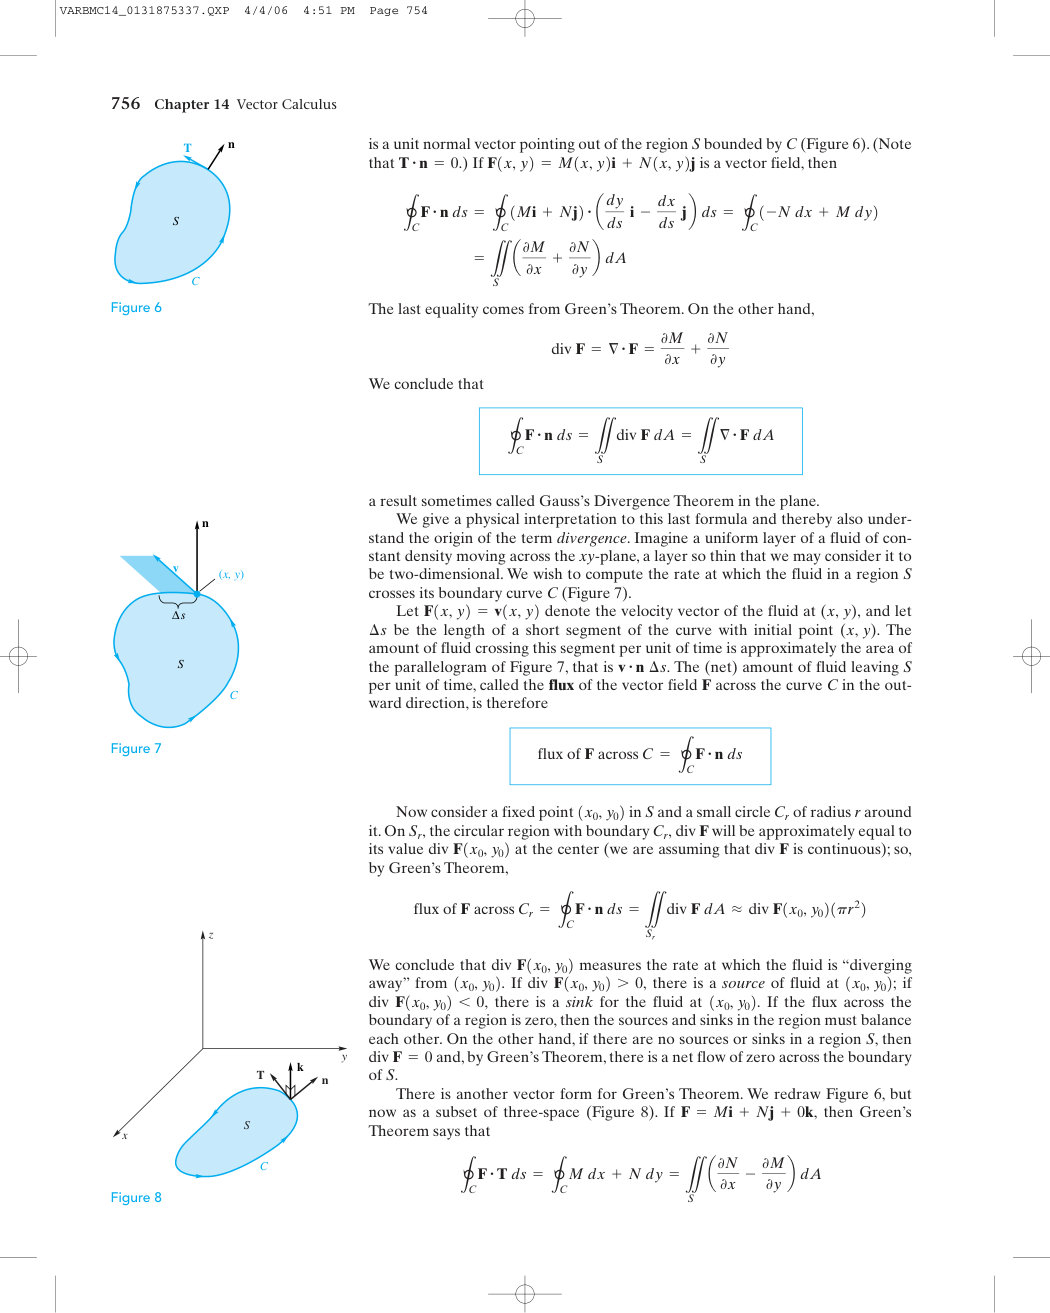 VARBMC14_0131875337.QXP 4/4/06 4:51 PM Page 754
756 Chapter 14 Vector Calculus
T
n
S
C
Figure 6
is a unit normal vector pointing out of the region S bounded by C (Figure 6). (Note
that T · n = 0.) If F(x, y) = M(x, y)i + N(x, y)j is a vector field, then
∮_C F · n ds = ∮_C (Mi + Nj) · (dy/ds i − dx/ds j) ds = ∮_C (−N dx + M dy)
= ∬_S (∂M/∂x + ∂N/∂y) dA
The last equality comes from Green's Theorem. On the other hand,
div F = ∇ · F = ∂M/∂x + ∂N/∂y
We conclude that
∮_C F · n ds = ∬_S div F dA = ∬_S ∇ · F dA
a result sometimes called Gauss's Divergence Theorem in the plane.
We give a physical interpretation to this last formula and thereby also under-
stand the origin of the term divergence. Imagine a uniform layer of a fluid of con-
stant density moving across the xy-plane, a layer so thin that we may consider it to
be two-dimensional. We wish to compute the rate at which the fluid in a region S
crosses its boundary curve C (Figure 7).
n
v
(x, y)
Δs
S
C
Figure 7
Let F(x, y) = v(x, y) denote the velocity vector of the fluid at (x, y), and let
Δs be the length of a short segment of the curve with initial point (x, y). The
amount of fluid crossing this segment per unit of time is approximately the area of
the parallelogram of Figure 7, that is v · n Δs. The (net) amount of fluid leaving S
per unit of time, called the flux of the vector field F across the curve C in the out-
ward direction, is therefore
flux of F across C = ∮_C F · n ds
Now consider a fixed point (x₀, y₀) in S and a small circle Cᵣ of radius r around
it. On Sᵣ, the circular region with boundary Cᵣ, div F will be approximately equal to
its value div F(x₀, y₀) at the center (we are assuming that div F is continuous); so,
by Green's Theorem,
flux of F across Cᵣ = ∮_C F · n ds = ∬_Sᵣ div F dA ≈ div F(x₀, y₀)(πr²)
We conclude that div F(x₀, y₀) measures the rate at which the fluid is “diverging
away” from (x₀, y₀). If div F(x₀, y₀) > 0, there is a source of fluid at (x₀, y₀); if
div F(x₀, y₀) < 0, there is a sink for the fluid at (x₀, y₀). If the flux across the
boundary of a region is zero, then the sources and sinks in the region must balance
each other. On the other hand, if there are no sources or sinks in a region S, then
div F = 0 and, by Green's Theorem, there is a net flow of zero across the boundary
of S.
z
y
x
T
k
n
S
C
Figure 8
There is another vector form for Green's Theorem. We redraw Figure 6, but
now as a subset of three-space (Figure 8). If F = Mi + Nj + 0k, then Green's
Theorem says that
∮_C F · T ds = ∮_C M dx + N dy = ∬_S (∂N/∂x − ∂M/∂y) dA